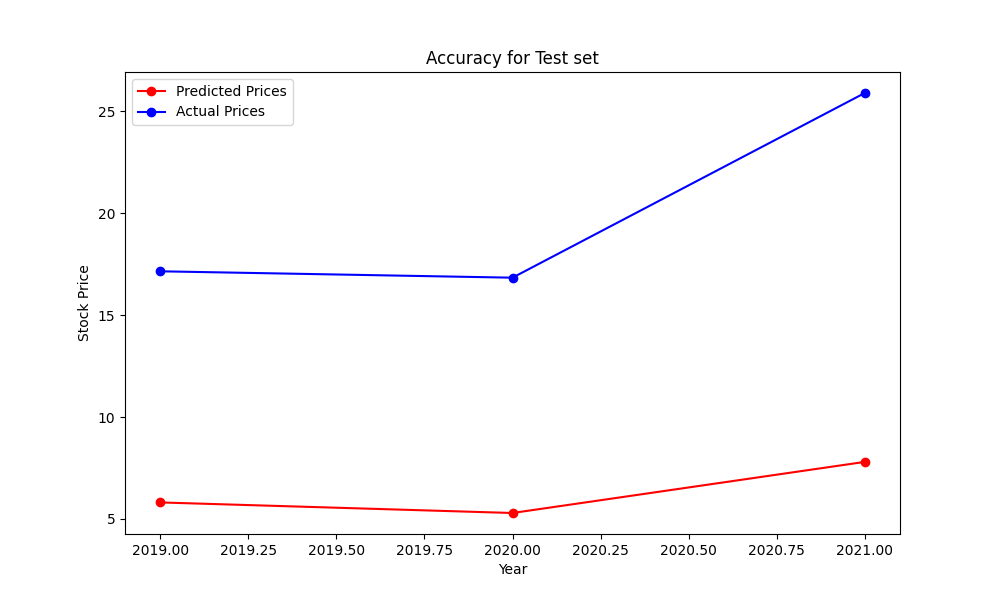 Accuracy for Test set
Predicted Prices
Actual Prices
Stock Price
25
20
15
10
5
2019.00 2019.25 2019.50 2019.75 2020.00 2020.25 2020.50 2020.75 2021.00
Year